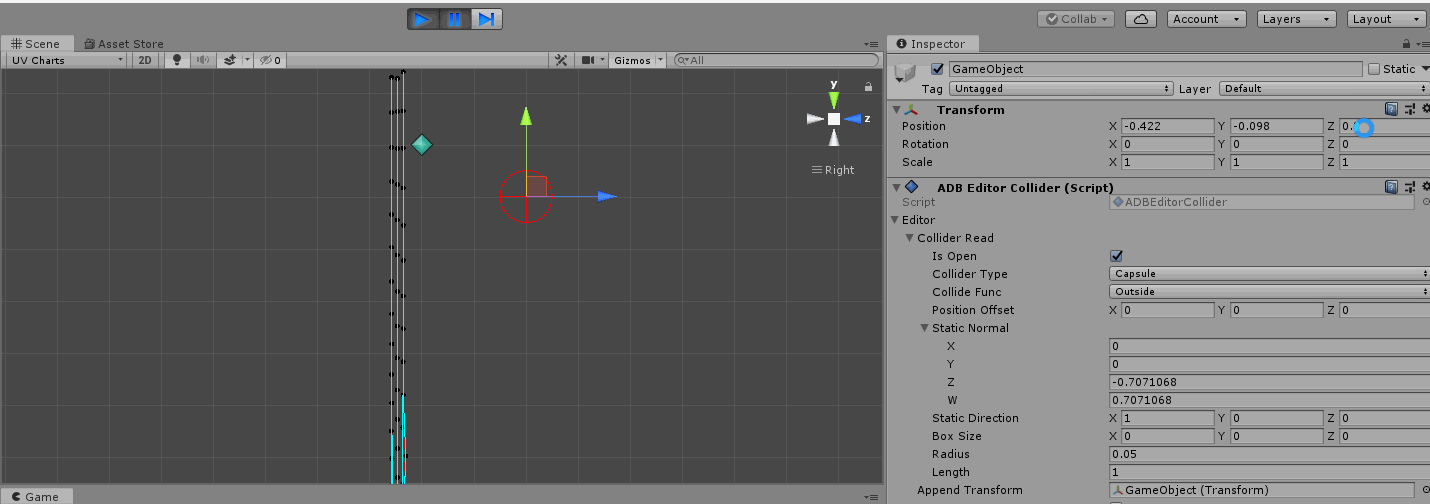 Collab Account Layers Layout
Scene Asset Store Inspector
UV Charts 2D 0 Gizmos All
GameObject Static
Tag Untagged Layer Default
Transform
Position X -0.422 Y -0.098 Z
Rotation X 0 Y 0 Z 0
Scale X 1 Y 1 Z 1
ADB Editor Collider (Script)
Script ADBEditorCollider
Editor
Collider Read
Is Open
Collider Type Capsule
Collide Func Outside
Position Offset X 0 Y 0 Z 0
Static Normal
X 0
Y 0
Z -0.7071068
W 0.7071068
Static Direction X 1 Y 0 Z 0
Box Size X 0 Y 0 Z 0
Radius 0.05
Length 1
Append Transform GameObject (Transform)
y
z
Right
Game